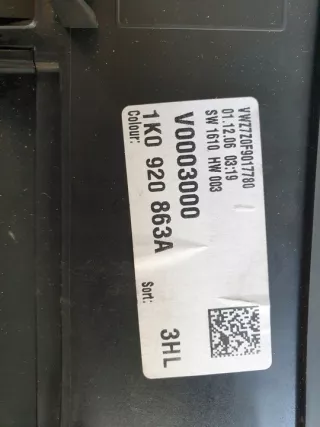 VWZ7Z0F9017780
01.12.06 03:19
SW 1610 HW 003
V0003000
1K0 920 863A
Colour:
Sort: 3HL